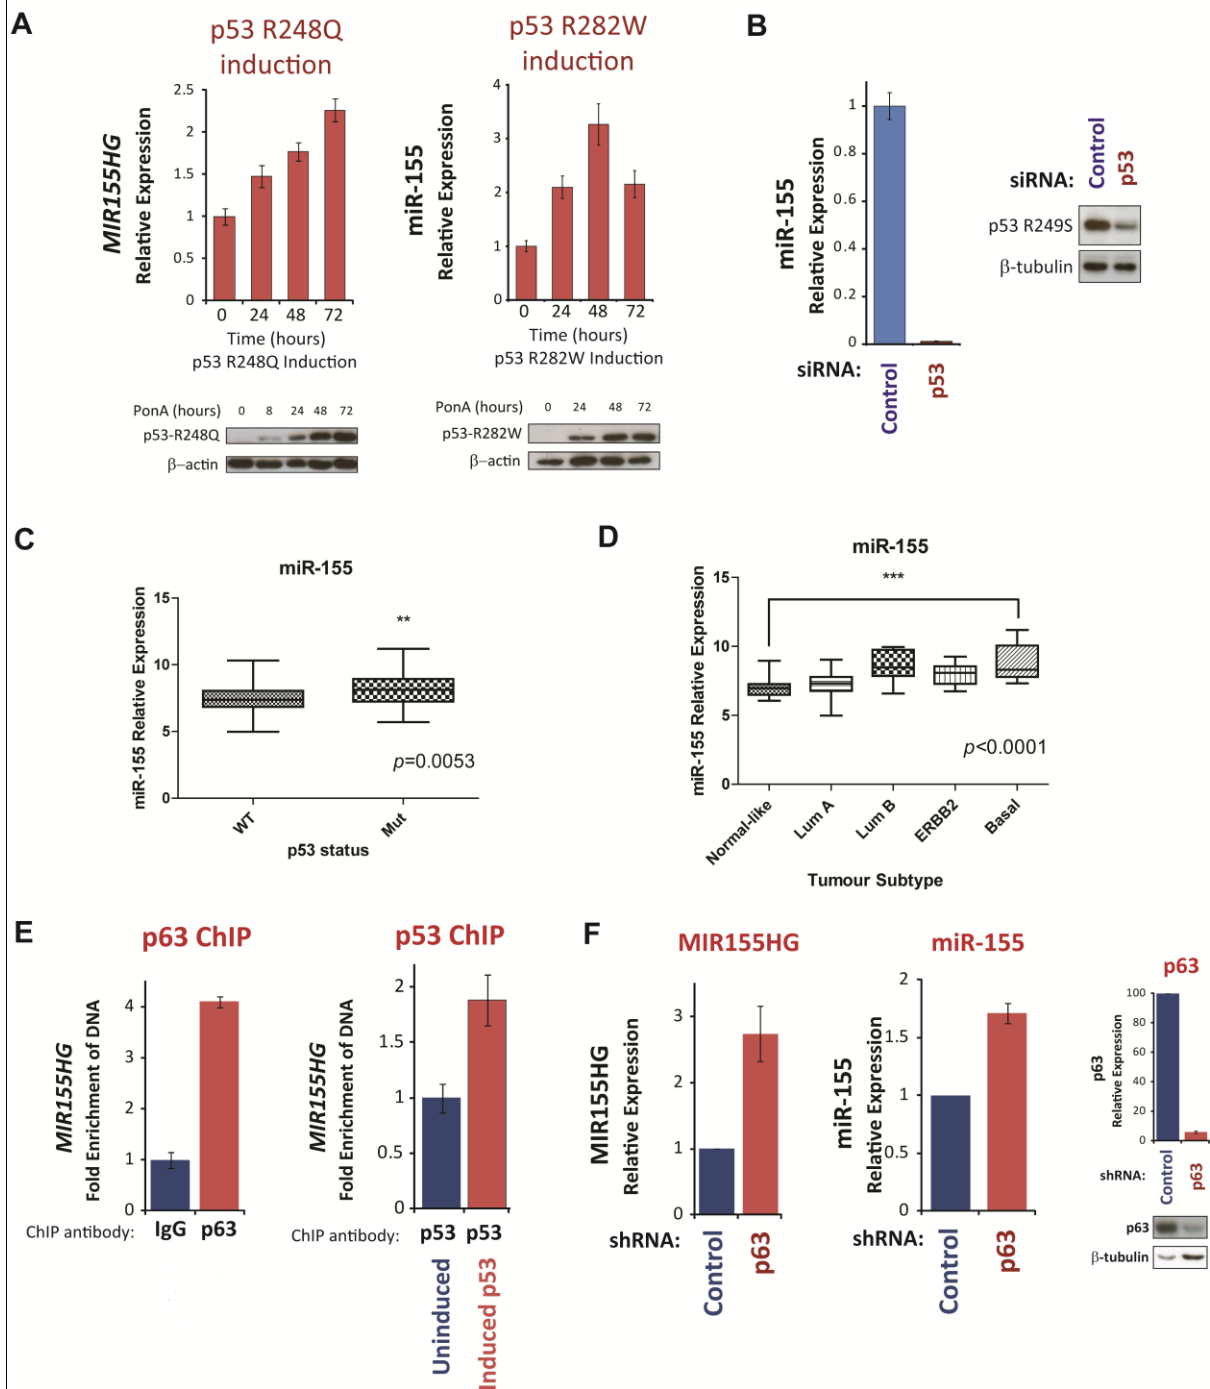 A
p53 R248Q
induction
MIR155HG
Relative Expression
2.5
2
1.5
1
0.5
0
0 24 48 72
Time (hours)
p53 R248Q Induction
PonA (hours) 0 8 24 48 72
p53-R248Q
β−actin
p53 R282W
induction
miR-155
Relative Expression
4
3
2
1
0
0 24 48 72
Time (hours)
p53 R282W Induction
PonA (hours) 0 24 48 72
p53-R282W
β−actin
B
miR-155
Relative Expression
1
0.8
0.6
0.4
0.2
0
siRNA: Control p53
siRNA: Control p53
p53 R249S
β-tubulin
C
miR-155
miR-155 Relative Expression
15
10
5
0
**
p=0.0053
WT Mut
p53 status
D
miR-155
miR-155 Relative Expression
15
10
5
0
***
p<0.0001
Normal-like Lum A Lum B ERBB2 Basal
Tumour Subtype
E
p63 ChIP
MIR155HG
Fold Enrichment of DNA
4
4
2
1
0
ChIP antibody: IgG p63
p53 ChIP
MIR155HG
Fold Enrichment of DNA
2
1.5
1
0.5
0
ChIP antibody: p53 p53
Uninduced Induced p53
F
MIR155HG
MIR155HG
Relative Expression
3
2
1
0
shRNA: Control p63
miR-155
miR-155
Relative Expression
2
1.5
1
0.5
0
shRNA: Control p63
p63
p63
Relative Expression
100
80
60
40
20
0
shRNA: Control p63
p63
β-tubulin